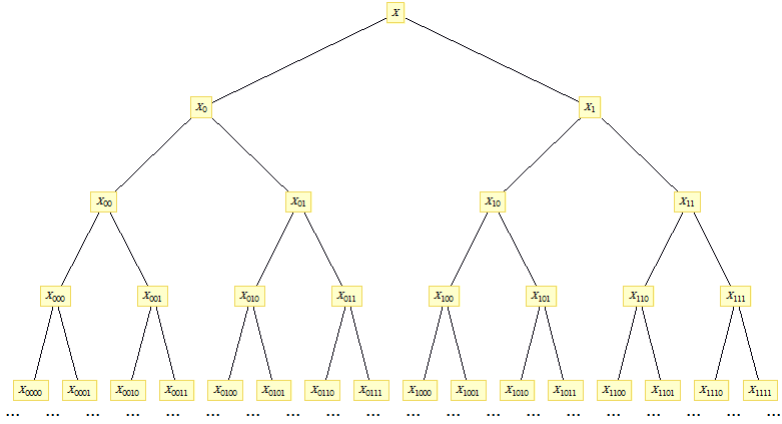 x
x₀ x₁
x₀₀ x₀₁ x₁₀ x₁₁
x₀₀₀ x₀₀₁ x₀₁₀ x₀₁₁ x₁₀₀ x₁₀₁ x₁₁₀ x₁₁₁
x₀₀₀₀ x₀₀₀₁ x₀₀₁₀ x₀₀₁₁ x₀₁₀₀ x₀₁₀₁ x₀₁₁₀ x₀₁₁₁ x₁₀₀₀ x₁₀₀₁ x₁₀₁₀ x₁₀₁₁ x₁₁₀₀ x₁₁₀₁ x₁₁₁₀ x₁₁₁₁
... ... ... ... ... ... ... ... ... ... ... ... ... ... ... ... ... ... ... ...